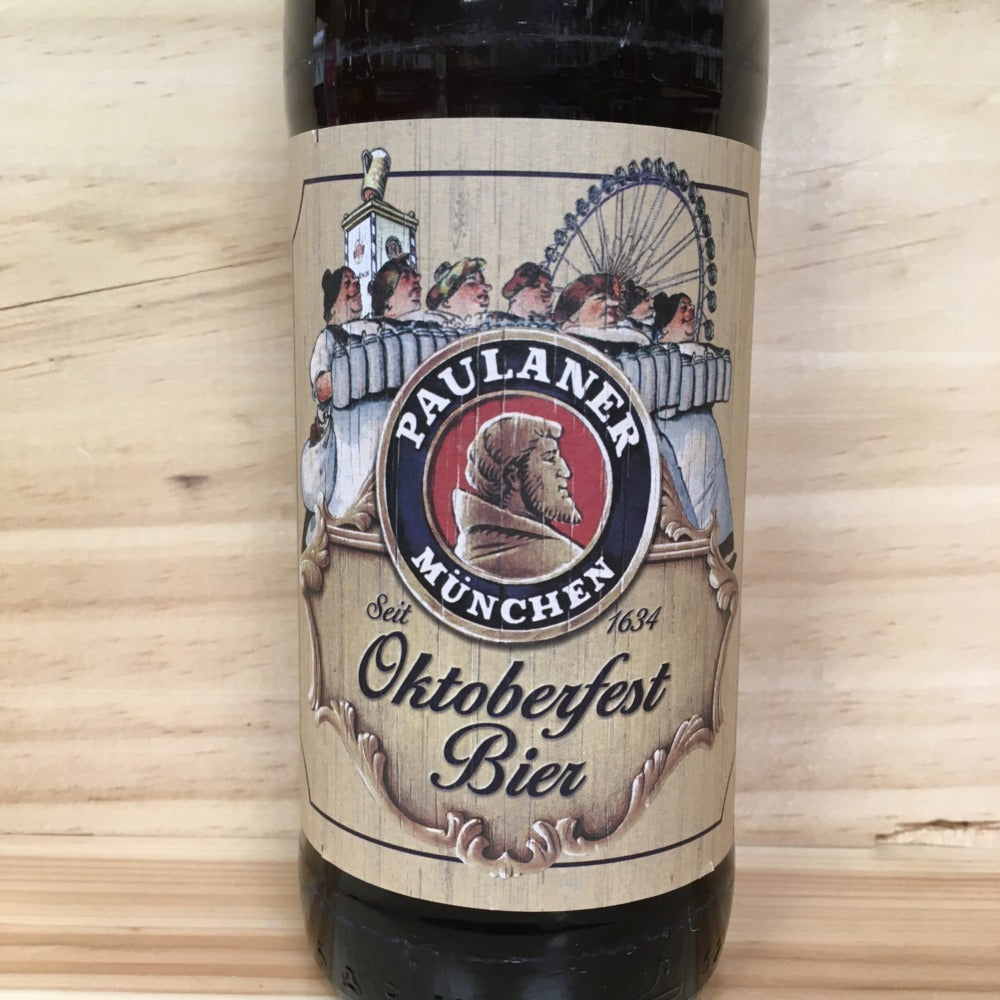 PAULANER
MÜNCHEN
Seit 1634
Oktoberfest
Bier